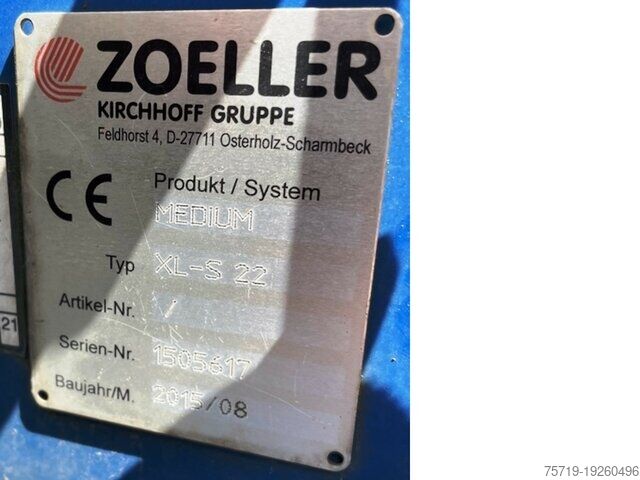 ZOELLER
KIRCHHOFF GRUPPE
Feldhorst 4, D-27711 Osterholz-Scharmbeck
CE
Produkt / System
MEDIUM
Typ XL-S 22
Artikel-Nr. /
Serien-Nr. 1505617
Baujahr/M. 2015/08
21
75719-19260496